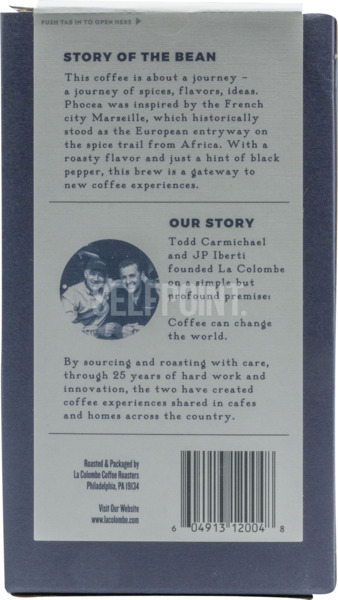 PUSH TAB IN TO OPEN HERE ▶
STORY OF THE BEAN
This coffee is about a journey –
a journey of spices, flavors, ideas.
Phocea was inspired by the French
city Marseille, which historically
stood as the European entryway on
the spice trail from Africa. With a
roasty flavor and just a hint of black
pepper, this brew is a gateway to
new coffee experiences.
OUR STORY
Todd Carmichael
and JP Iberti
founded La Colombe
on a simple but
profound premise:
SELFPOINT.
Coffee can change
the world.
By sourcing and roasting with care,
through 25 years of hard work and
innovation, the two have created
coffee experiences shared in cafes
and homes across the country.
Roasted & Packaged by
La Colombe Coffee Roasters
Philadelphia, PA 19134
Visit Our Website
www.lacolombe.com
6 04913 12004 8